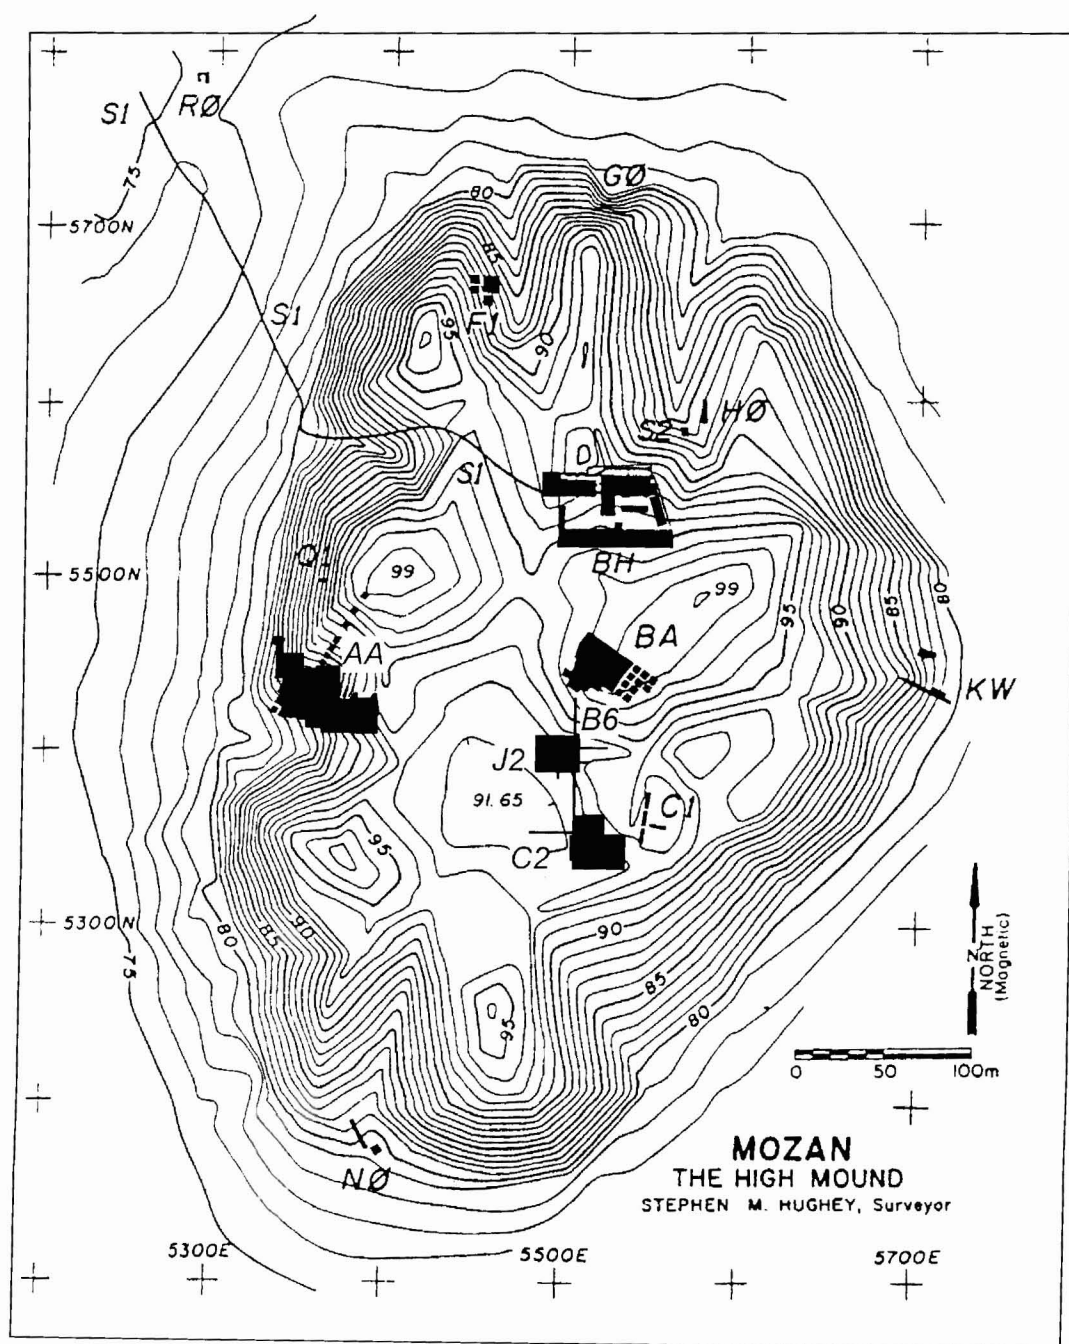 S1
RØ
75
5700N
80
GØ
85
S1
F1
95
90
HØ
S1
BH
5500N
99
99
95
90
85
80
AA
BA
KW
B6
J2
91.65
C1
C2
95
5300N
80
85
90
75
90
85
80
95
N
NORTH
(Magnetic)
0 50 100m
NØ
MOZAN
THE HIGH MOUND
STEPHEN M. HUGHEY, Surveyor
5300E 5500E 5700E